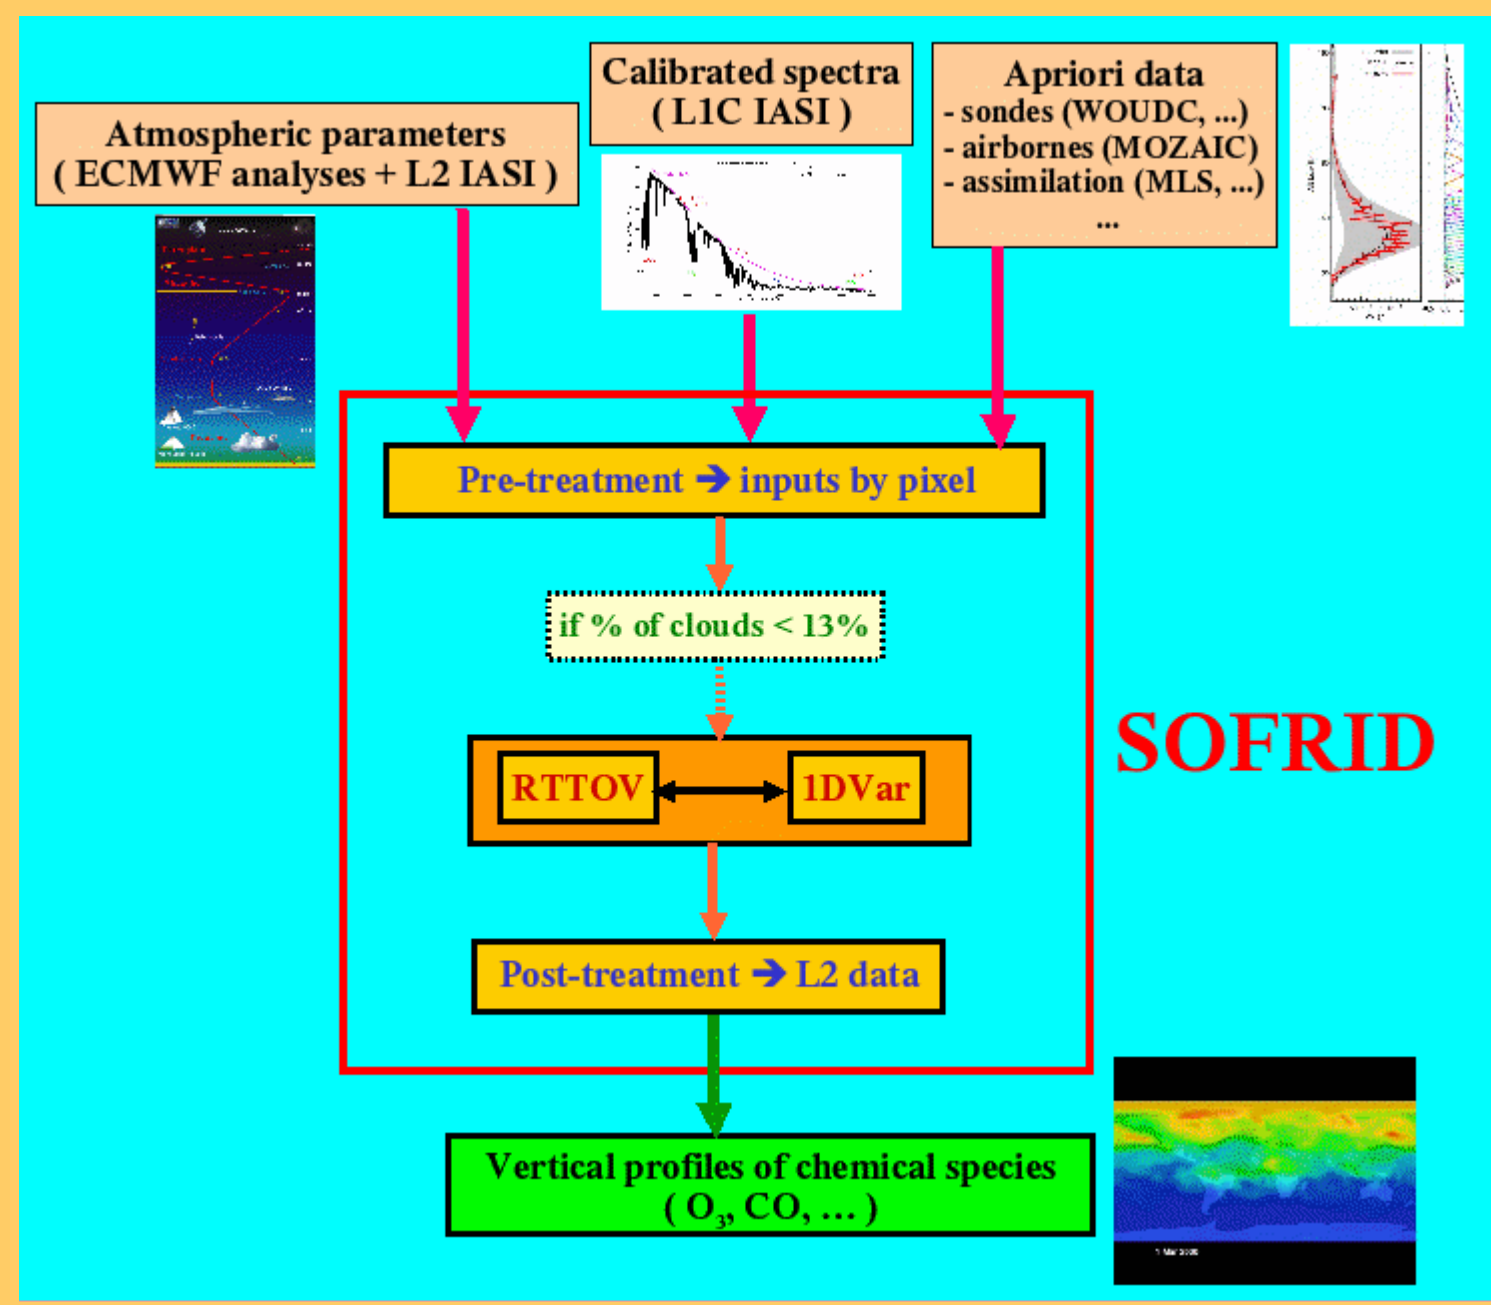 Atmospheric parameters
( ECMWF analyses + L2 IASI )
Calibrated spectra
( L1C IASI )
Apriori data
- sondes (WOUDC, ...)
- airbornes (MOZAIC)
- assimilation (MLS, ...)
...
Pre-treatment ➔ inputs by pixel
if % of clouds < 13%
RTTOV
1DVar
SOFRID
Post-treatment ➔ L2 data
Vertical profiles of chemical species
( O₃, CO, ... )